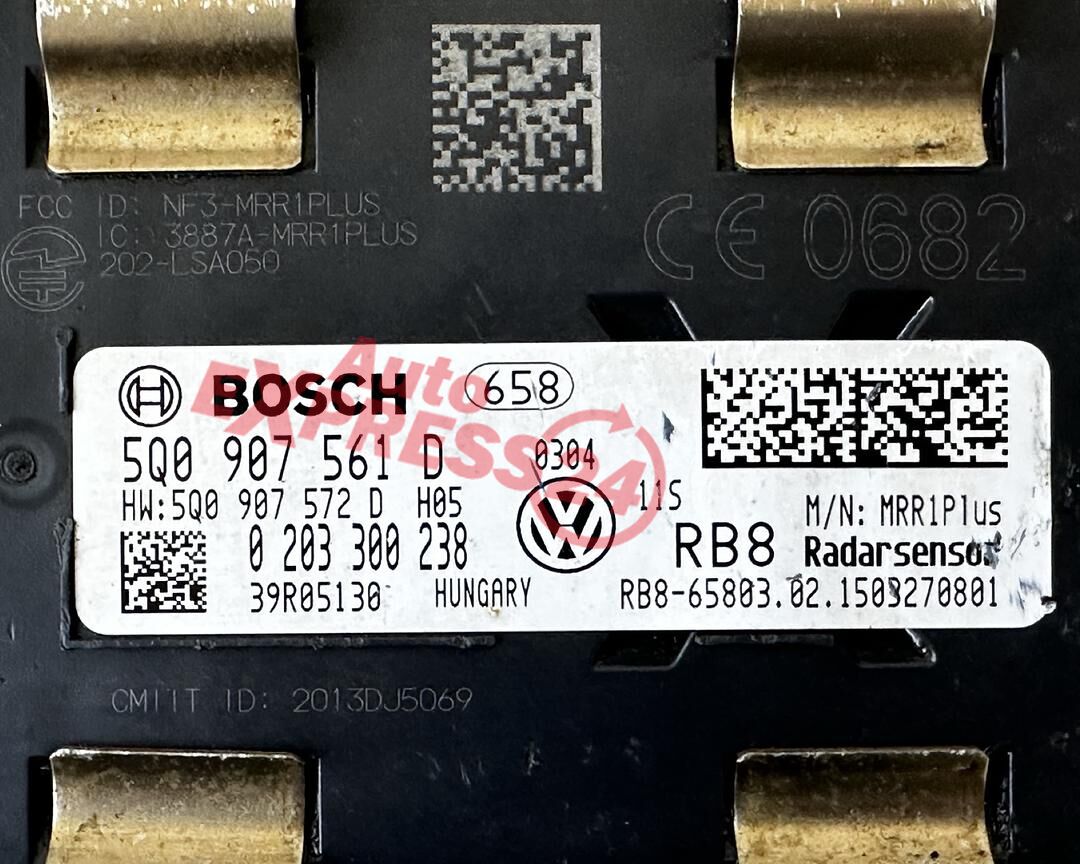 FCC ID: NF3-MRR1PLUS
IC: 3887A-MRR1PLUS
202-LSA050
CE 0682
BOSCH 658
Auto
EXPRESS24
5Q0 907 561 D 0304
HW:5Q0 907 572 D H05 11S M/N: MRR1Plus
0 203 300 238 RB8 Radarsensor
39R05130 HUNGARY RB8-65803.02.1503270801
CMIIT ID: 2013DJ5069